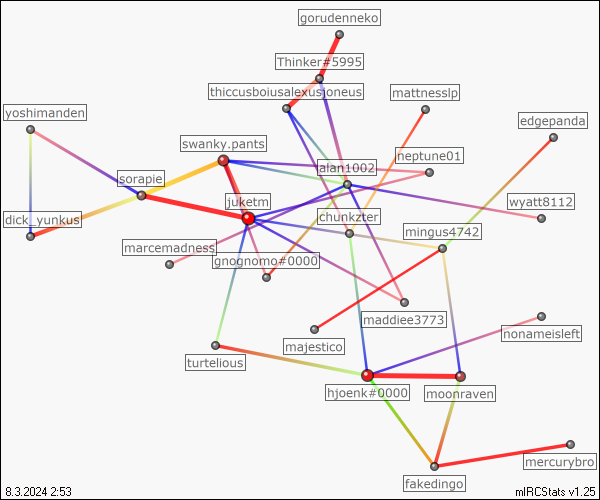 gorudenneko
Thinker#5995
thiccusboiusalexusjoneus
mattnesslp
yoshimanden
edgepanda
swanky.pants
neptune01
alan1002
sorapie
juketm
wyatt8112
dick_yunkus
chunkzter
mingus4742
marcemadness
gnognomo#0000
maddiee3773
nonameisleft
majestico
turtelious
hjoenk#0000
moonraven
mercurybro
fakedingo
8.3.2024 2:53
mIRCStats v1.25